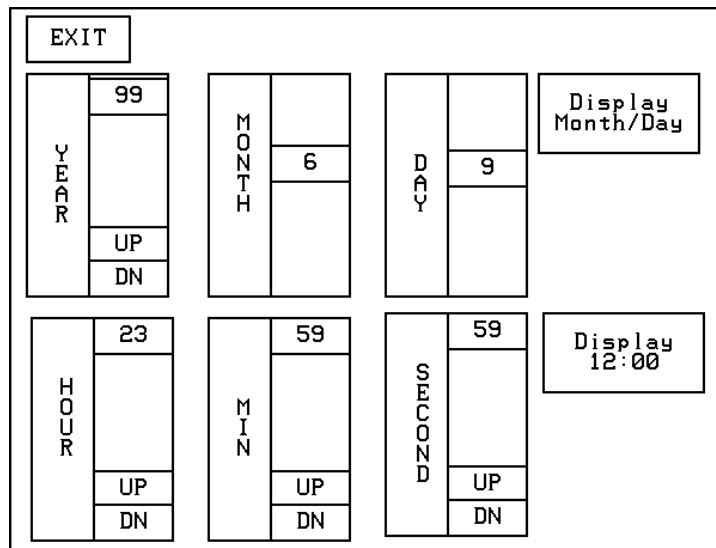 EXIT
YEAR
99
UP
DN
MONTH
6
DAY
9
Display
Month/Day
HOUR
23
UP
DN
MIN
59
UP
DN
SECOND
59
UP
DN
Display
12:00